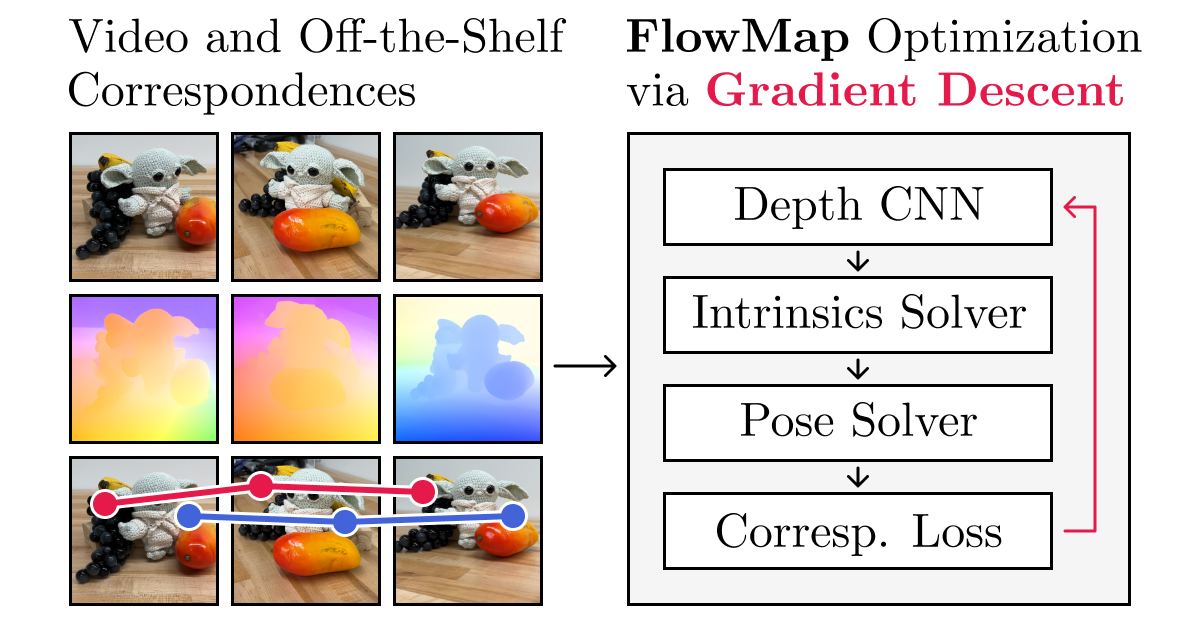 Video and Off-the-Shelf
Correspondences
FlowMap Optimization
via Gradient Descent
Depth CNN
Intrinsics Solver
Pose Solver
Corresp. Loss